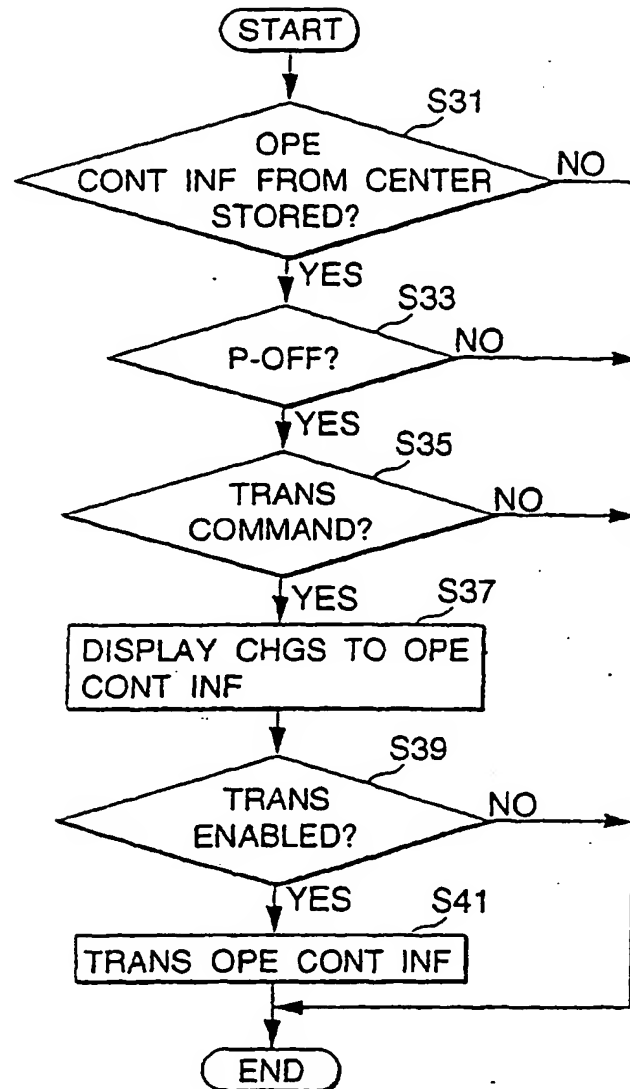 START
S31
OPE
CONT INF FROM CENTER
STORED?
NO
YES
S33
P-OFF?
NO
YES
S35
TRANS
COMMAND?
NO
YES
S37
DISPLAY CHGS TO OPE
CONT INF
S39
TRANS
ENABLED?
NO
YES
S41
TRANS OPE CONT INF
END